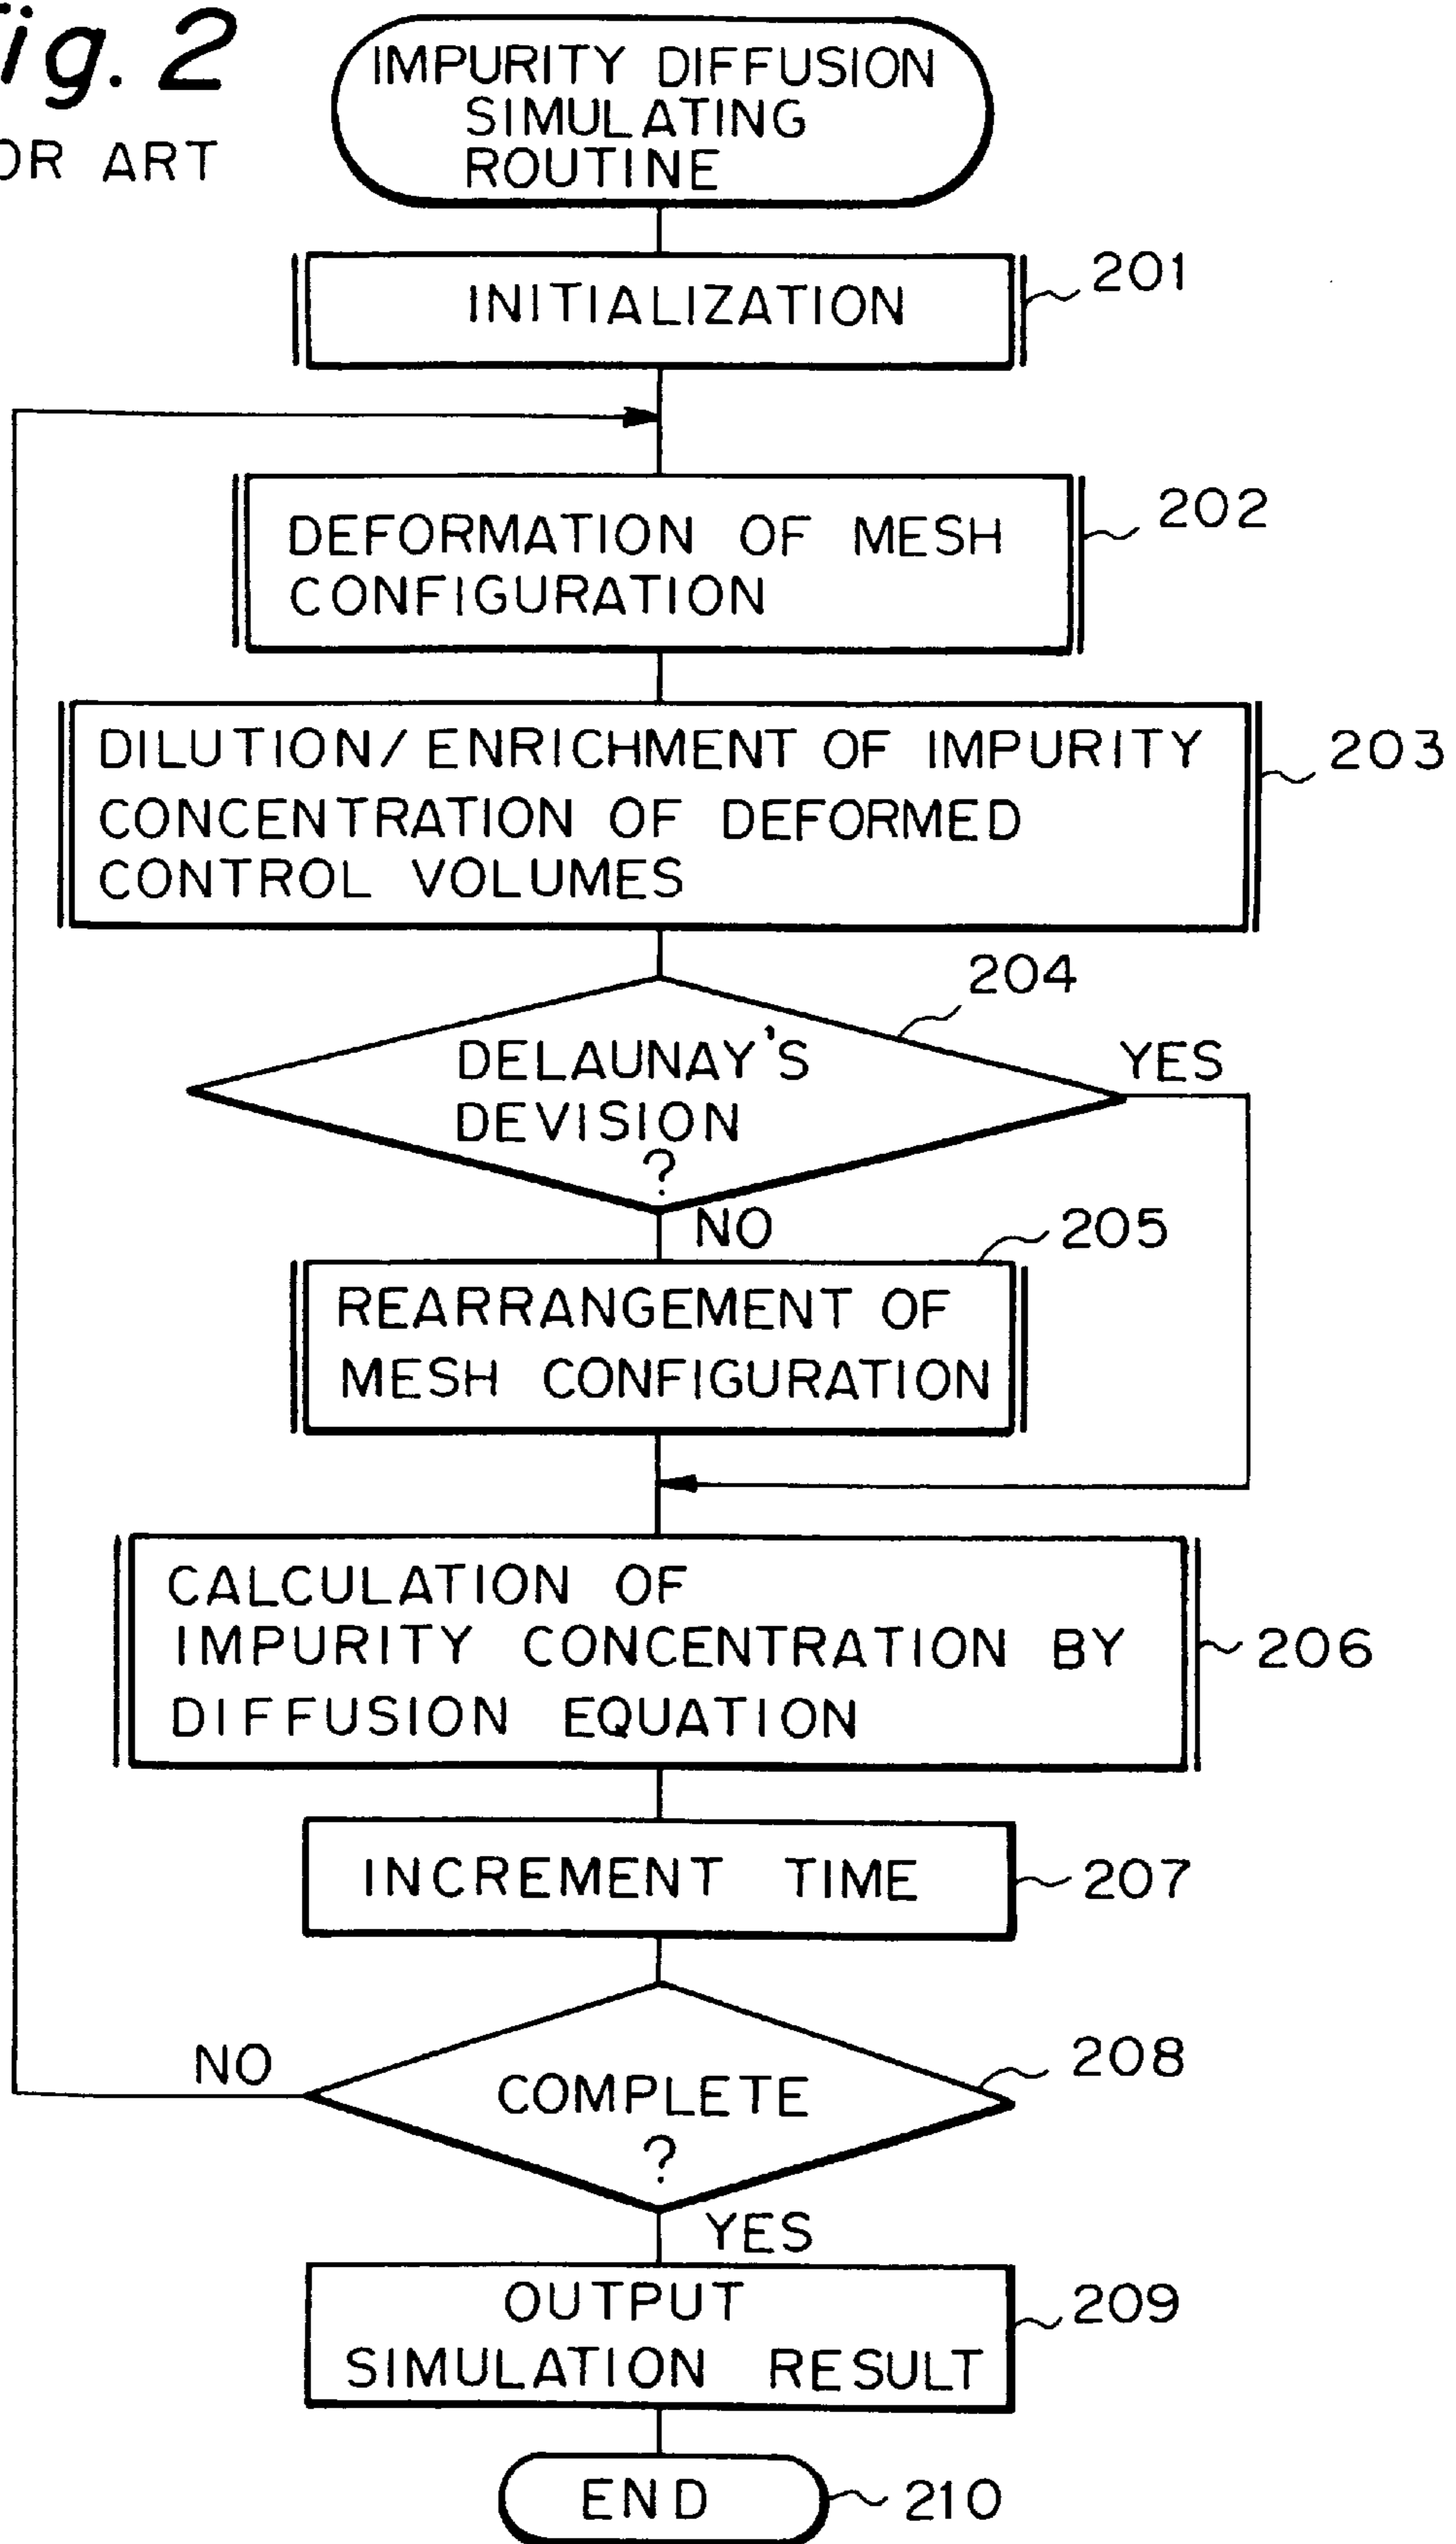 ig. 2
OR ART
IMPURITY DIFFUSION
SIMULATING
ROUTINE
INITIALIZATION
201
DEFORMATION OF MESH
CONFIGURATION
202
DILUTION/ENRICHMENT OF IMPURITY
CONCENTRATION OF DEFORMED
CONTROL VOLUMES
203
204
DELAUNAY'S
DEVISION
?
YES
NO
205
REARRANGEMENT OF
MESH CONFIGURATION
CALCULATION OF
IMPURITY CONCENTRATION BY
DIFFUSION EQUATION
206
INCREMENT TIME
207
NO
COMPLETE
?
208
YES
OUTPUT
SIMULATION RESULT
209
END
210